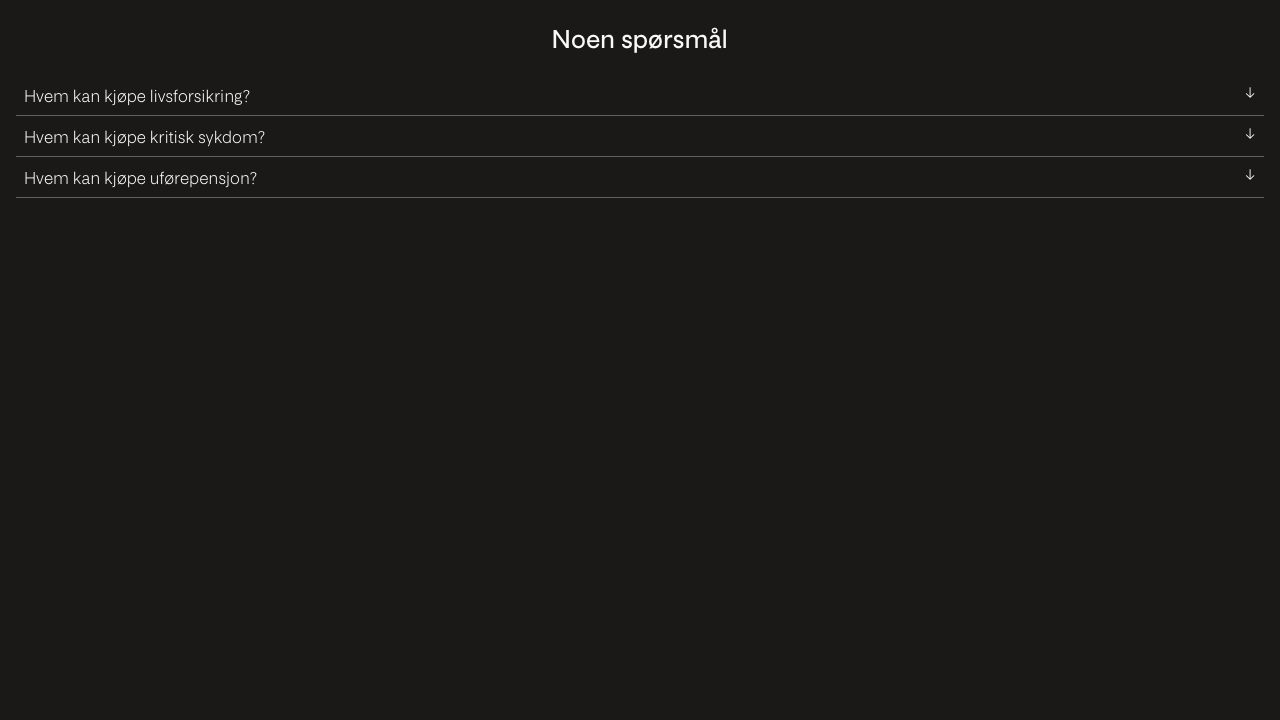 Noen spørsmål
Hvem kan kjøpe livsforsikring?
Hvem kan kjøpe kritisk sykdom?
Hvem kan kjøpe uførepensjon?